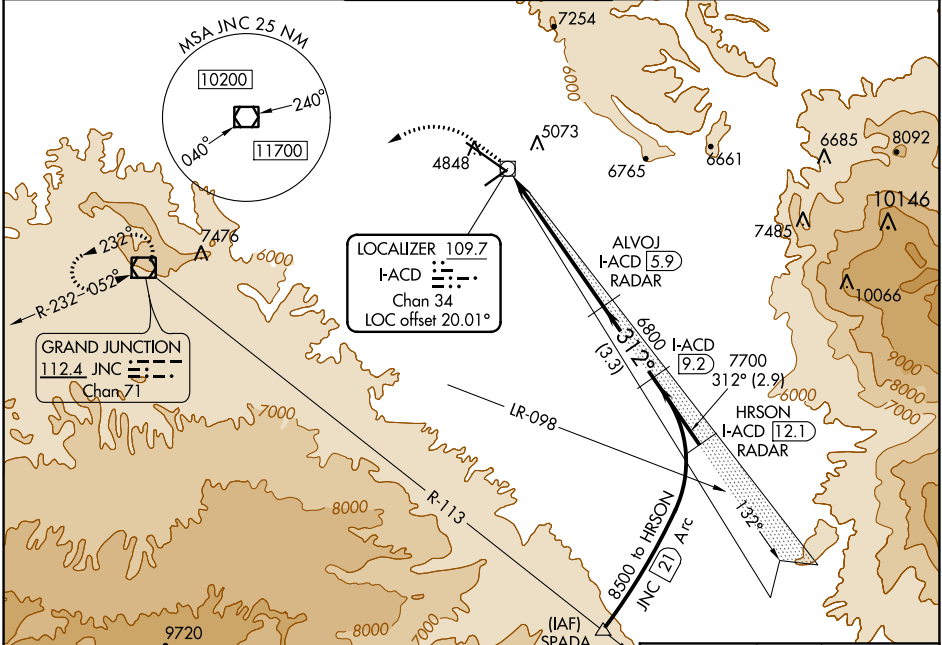 MSA JNC 25 NM
10200
240°
040°
11700
7254
6000
5073
4848
6765
6661
6685
8092
10146
7485
10066
9000
8000
7000
6000
7476
6000
232°
R-232
052°
GRAND JUNCTION
112.4 JNC
Chan 71
LOCALIZER 109.7
I-ACD
Chan 34
LOC offset 20.01°
ALVOJ
I-ACD 5.9
RADAR
6800
312°
(3.3)
I-ACD
9.2
7700
312° (2.9)
HRSON
I-ACD 12.1
RADAR
LR-098
132°
R-113
7000
8000
8500 to HRSON
JNC 21 Arc
(IAF)
SPADA
8000
9720